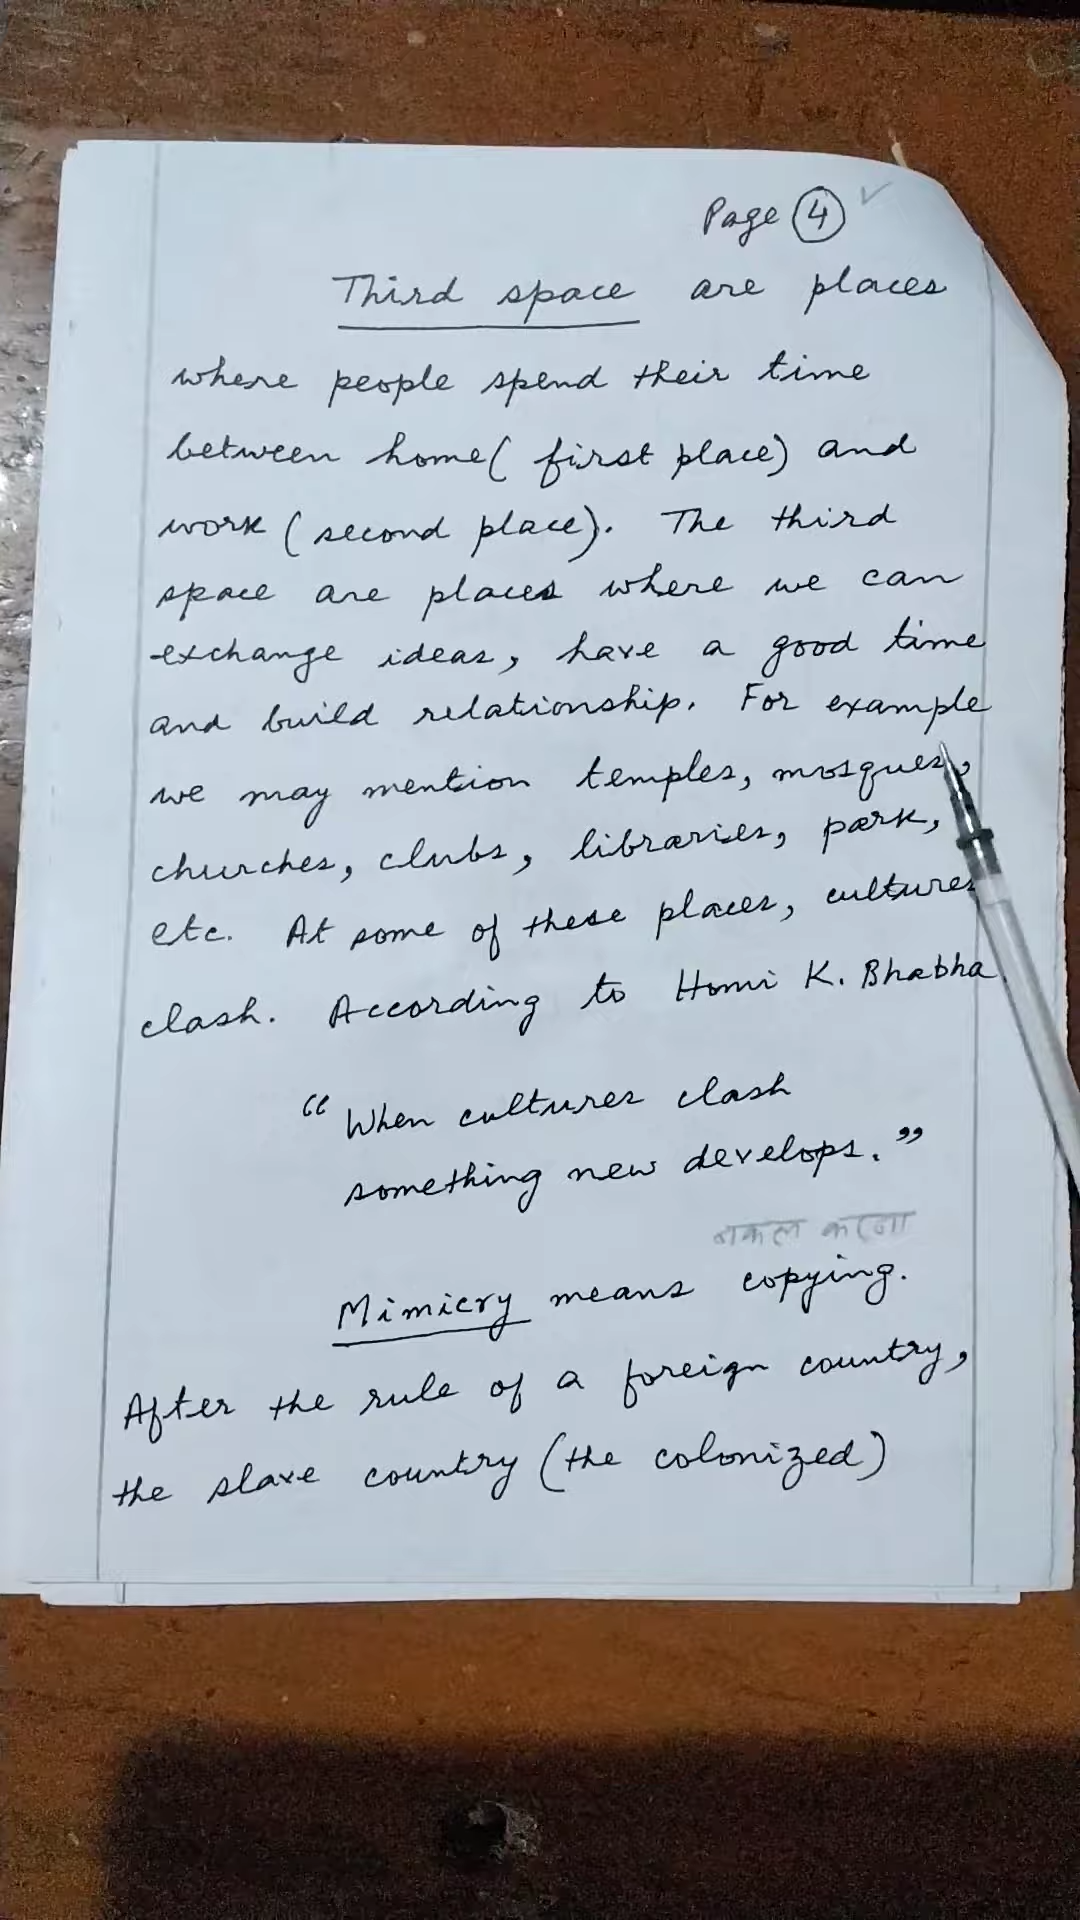 Page 4
Third space are places
where people spend their time
between home( first place) and
work (second place). The third
space are places where we can
exchange ideas, have a good time
and build relationship. For example
we may mention temples, mosques,
churches, clubs, libraries, park,
etc. At some of these places, cultures
clash. According to Homi K. Bhabha
“When cultures clash
something new develops.”
नकल करना
Mimicry means copying.
After the rule of a foreign country,
the slave country (the colonized)